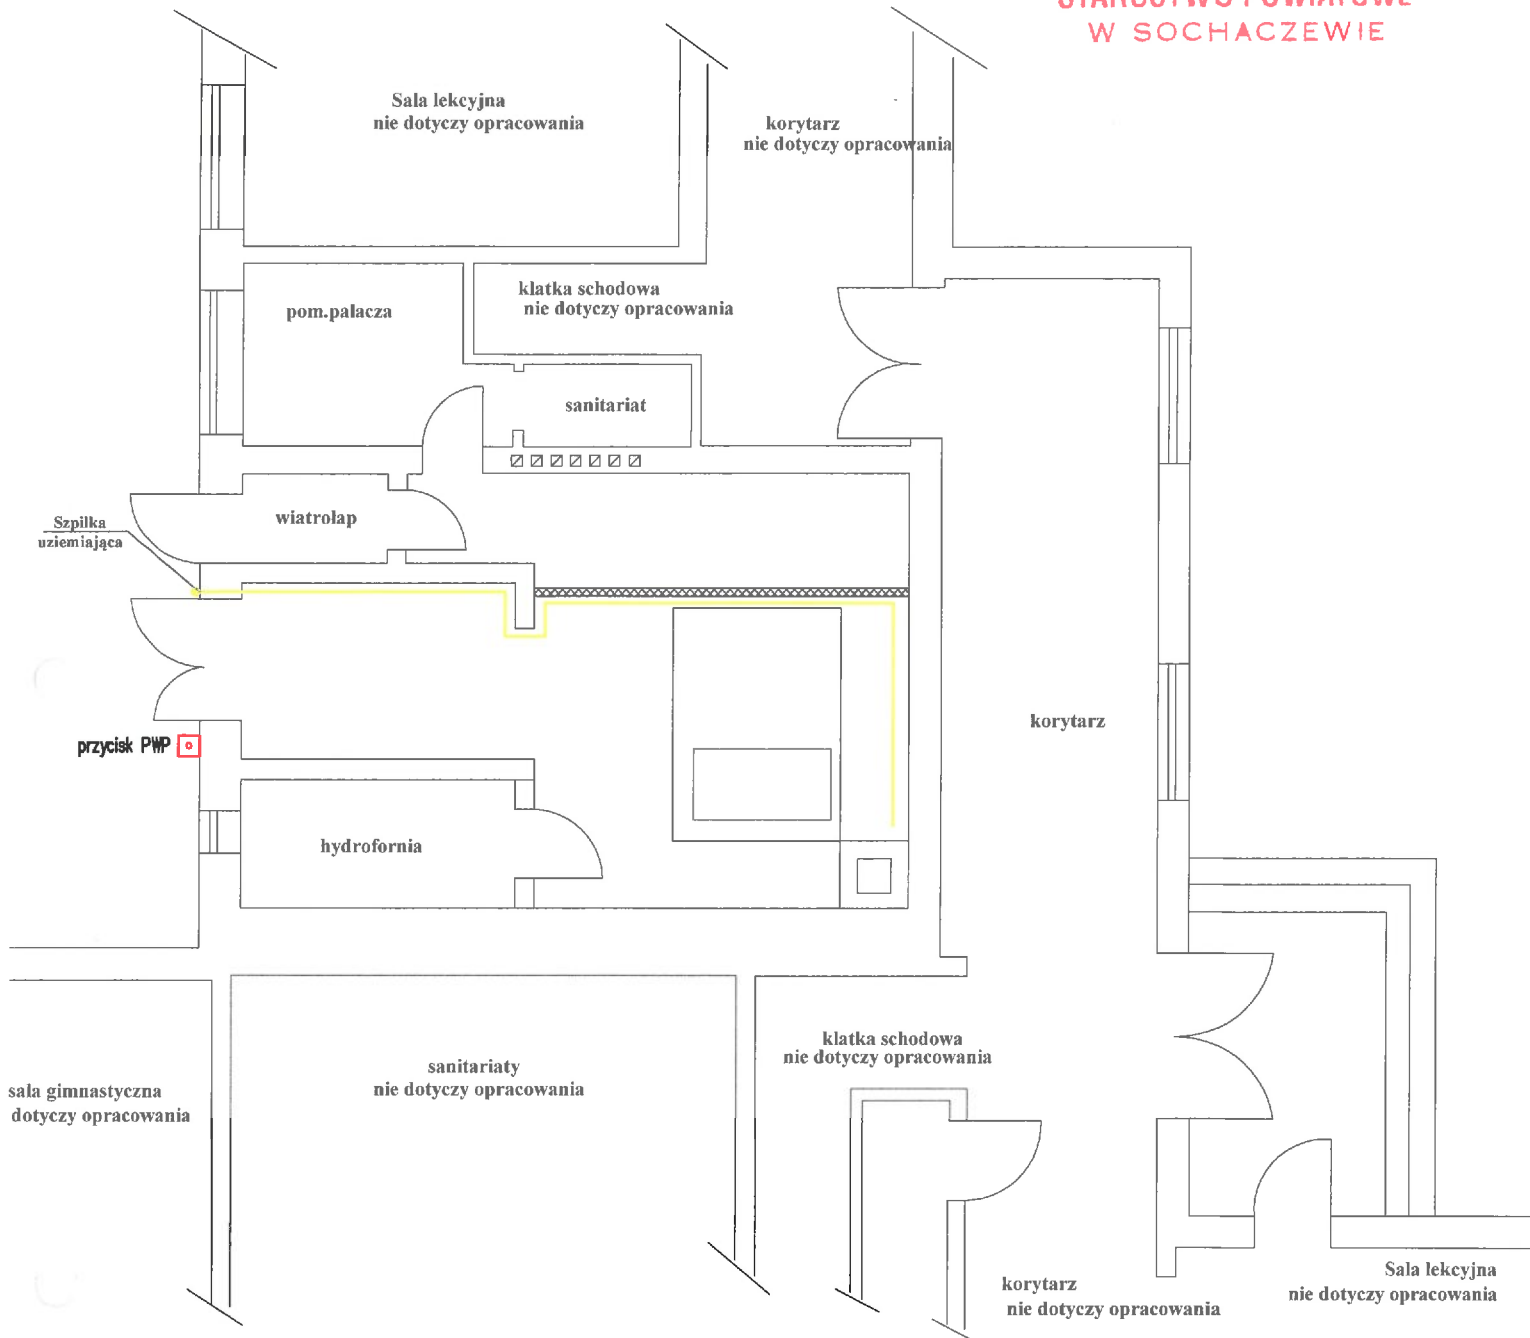 STAROSTWO POWIATOWE
W SOCHACZEWIE
Sala lekcyjna
nie dotyczy opracowania
korytarz
nie dotyczy opracowania
klatka schodowa
nie dotyczy opracowania
pom.palacza
sanitariat
wiatrołap
Szpilka
uziemiająca
korytarz
przycisk PWP
hydrofornia
klatka schodowa
nie dotyczy opracowania
sanitariaty
nie dotyczy opracowania
sala gimnastyczna
dotyczy opracowania
korytarz
nie dotyczy opracowania
Sala lekcyjna
nie dotyczy opracowania